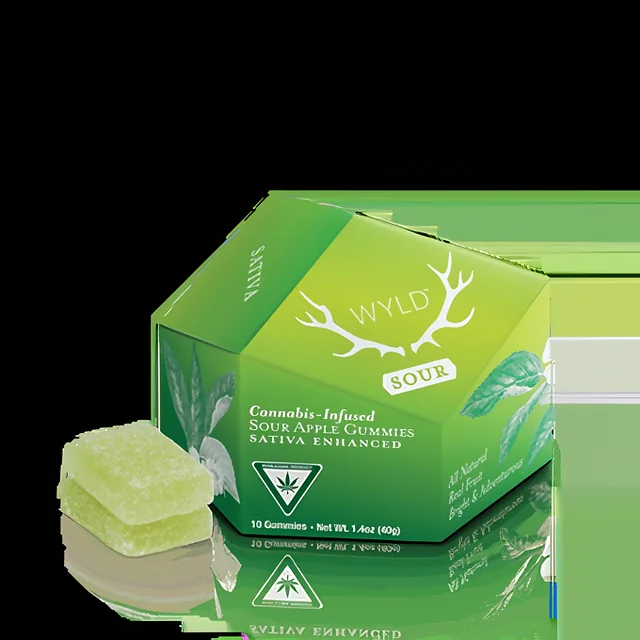 SATIVA
WYLD™
SOUR
Cannabis-Infused
SOUR APPLE GUMMIES
SATIVA ENHANCED
10 Gummies • Net Wt. 1.4oz (40g)
All Natural
Real Fruit
Bright & Adventurous